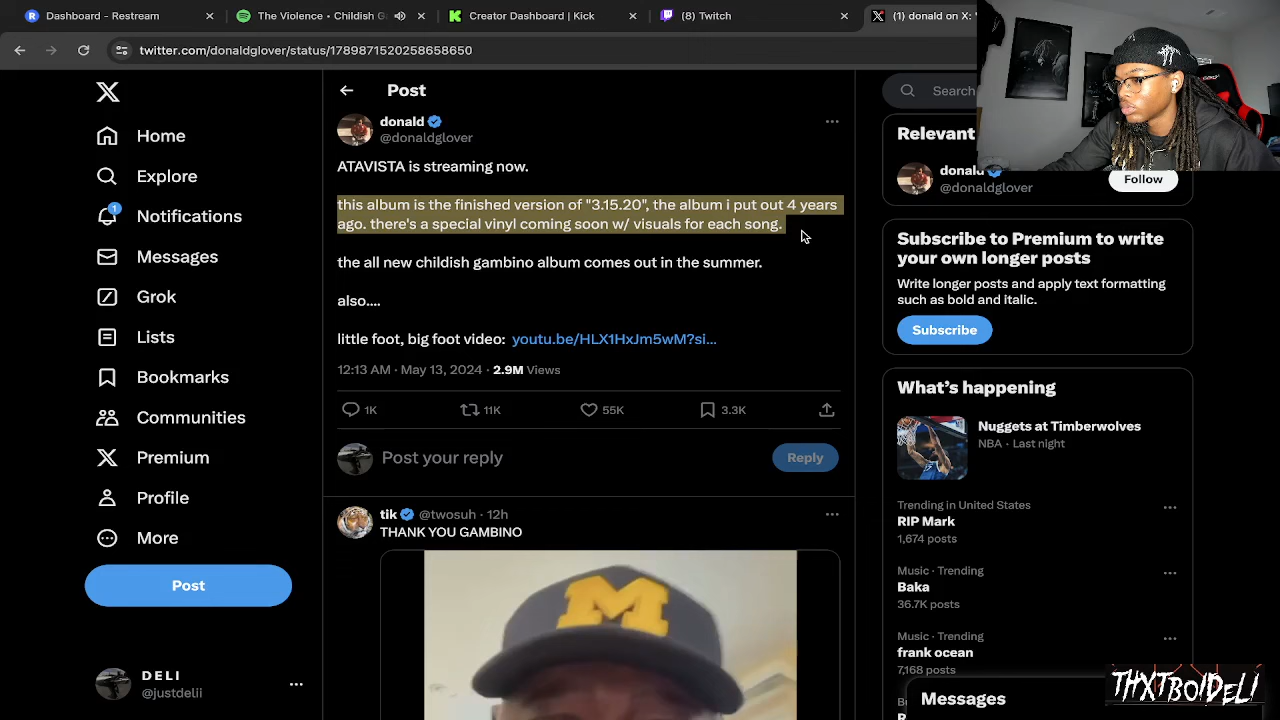 Dashboard - Restream
The Violence • Childish G
Creator Dashboard | Kick
(8) Twitch
(1) donald on X: "
twitter.com/donaldglover/status/1789871520258658650
Home
Explore
1
Notifications
Messages
Grok
Lists
Bookmarks
Communities
Premium
Profile
More
Post
DELI
@justdelii
Post
donald
@donaldglover
ATAVISTA is streaming now.
this album is the finished version of "3.15.20", the album i put out 4 years
ago. there's a special vinyl coming soon w/ visuals for each song.
the all new childish gambino album comes out in the summer.
also....
little foot, big foot video: youtu.be/HLX1HxJm5wM?si...
12:13 AM · May 13, 2024 · 2.9M Views
1K 11K 55K 3.3K
Post your reply
Reply
tik @twosuh · 12h
THANK YOU GAMBINO
M
Search
Relevant
donald
@donaldglover
Follow
Subscribe to Premium to write
your own longer posts
Write longer posts and apply text formatting
such as bold and italic.
Subscribe
What's happening
Nuggets at Timberwolves
NBA · Last night
Trending in United States
RIP Mark
1,674 posts
Music · Trending
Baka
36.7K posts
Music · Trending
frank ocean
7,168 posts
Messages
THXTBOIDELI